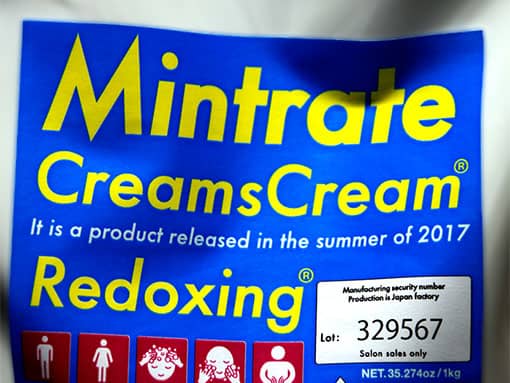 Mintrate
CreamsCream®
It is a product released in the summer of 2017
Redoxing®
Manufacturing security number
Production is Japan factory
Lot: 329567
Salon sales only
NET.35.274oz/1kg